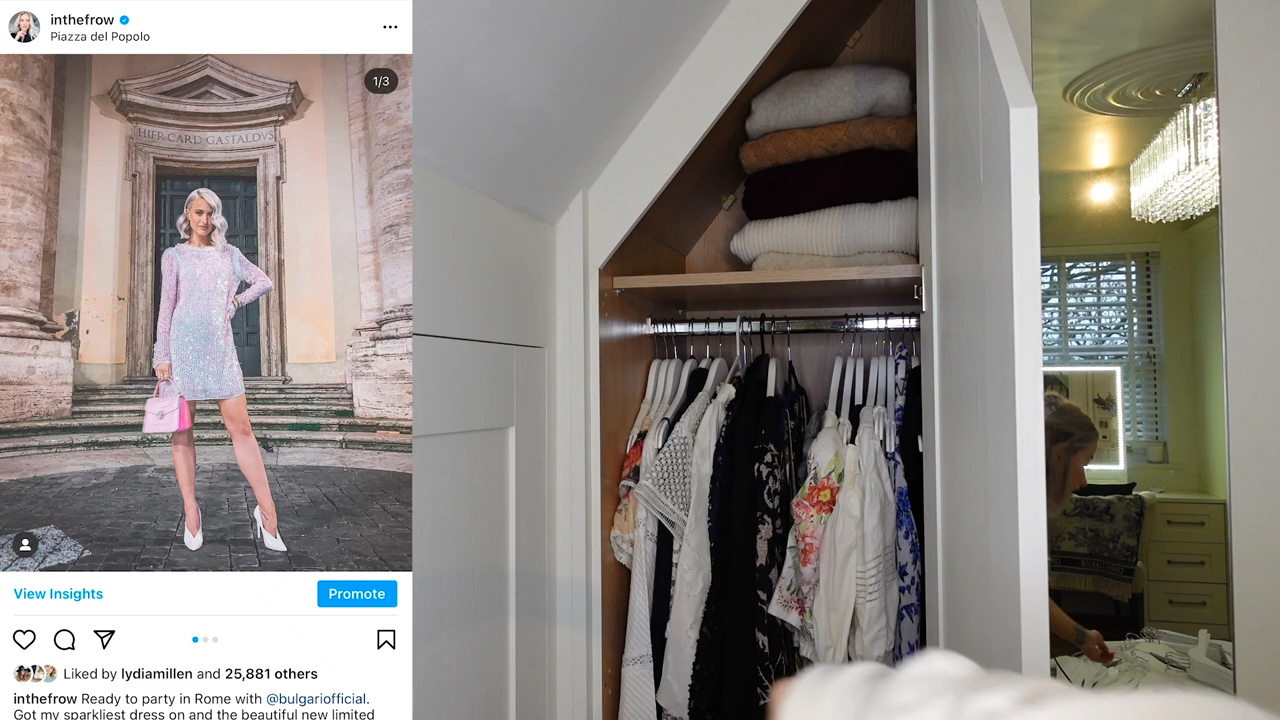 inthefrow
Piazza del Popolo
1/3
HIER CARD GASTALDVS
View Insights
Promote
Liked by lydiamillen and 25,881 others
inthefrow Ready to party in Rome with @bulgariofficial.
Got my sparkliest dress on and the beautiful new limited